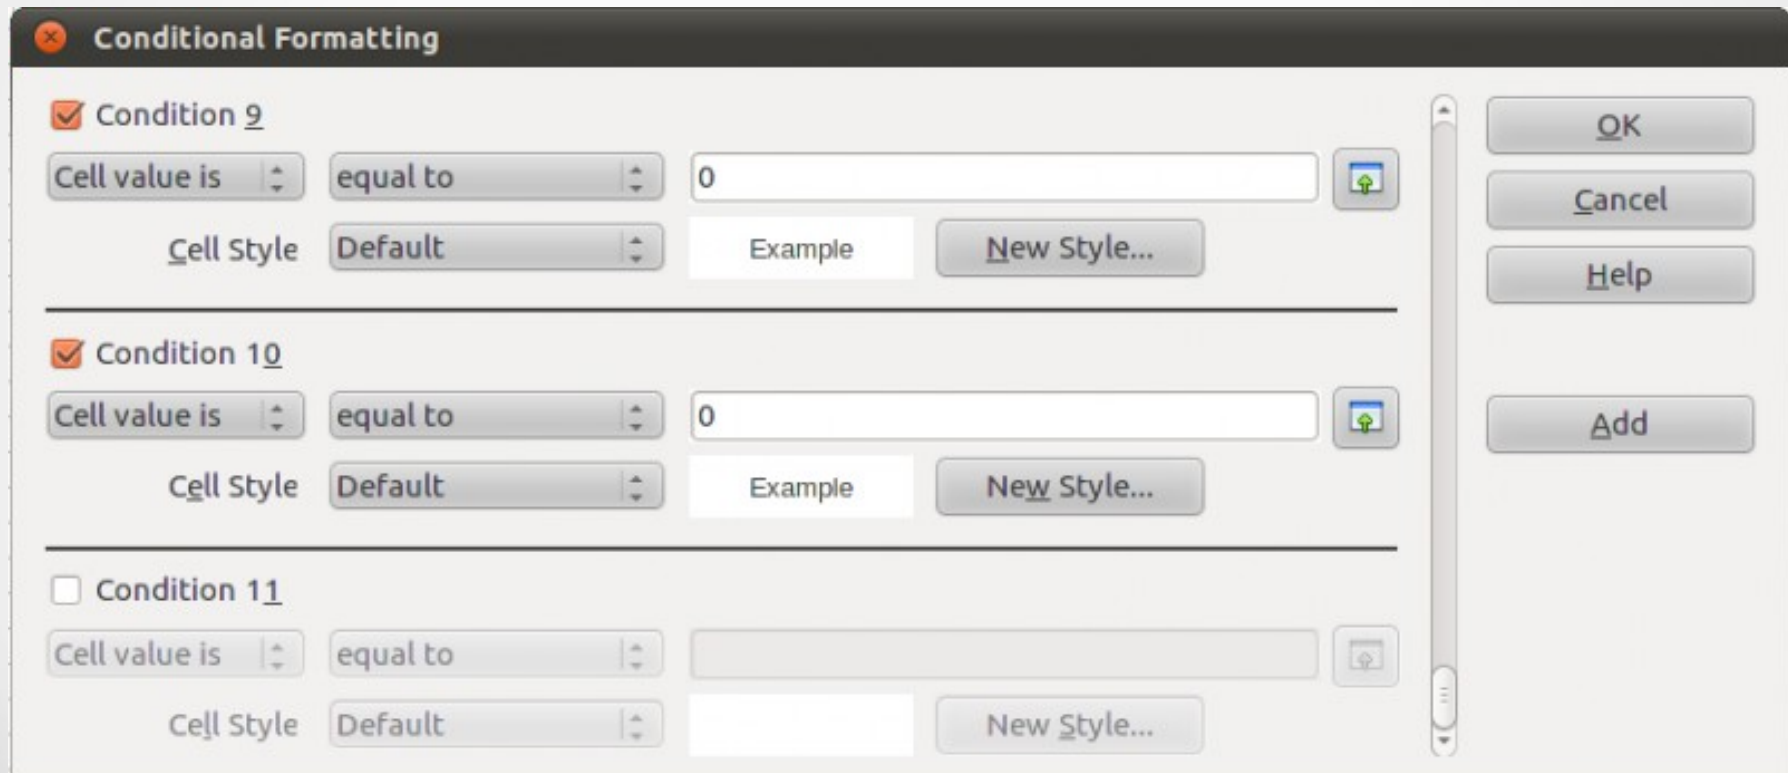 Conditional Formatting
Condition 9
OK
Cell value is equal to 0
Cancel
Cell Style Default Example New Style...
Help
Condition 10
Cell value is equal to 0
Add
Cell Style Default Example New Style...
Condition 11
Cell value is equal to
Cell Style Default New Style...